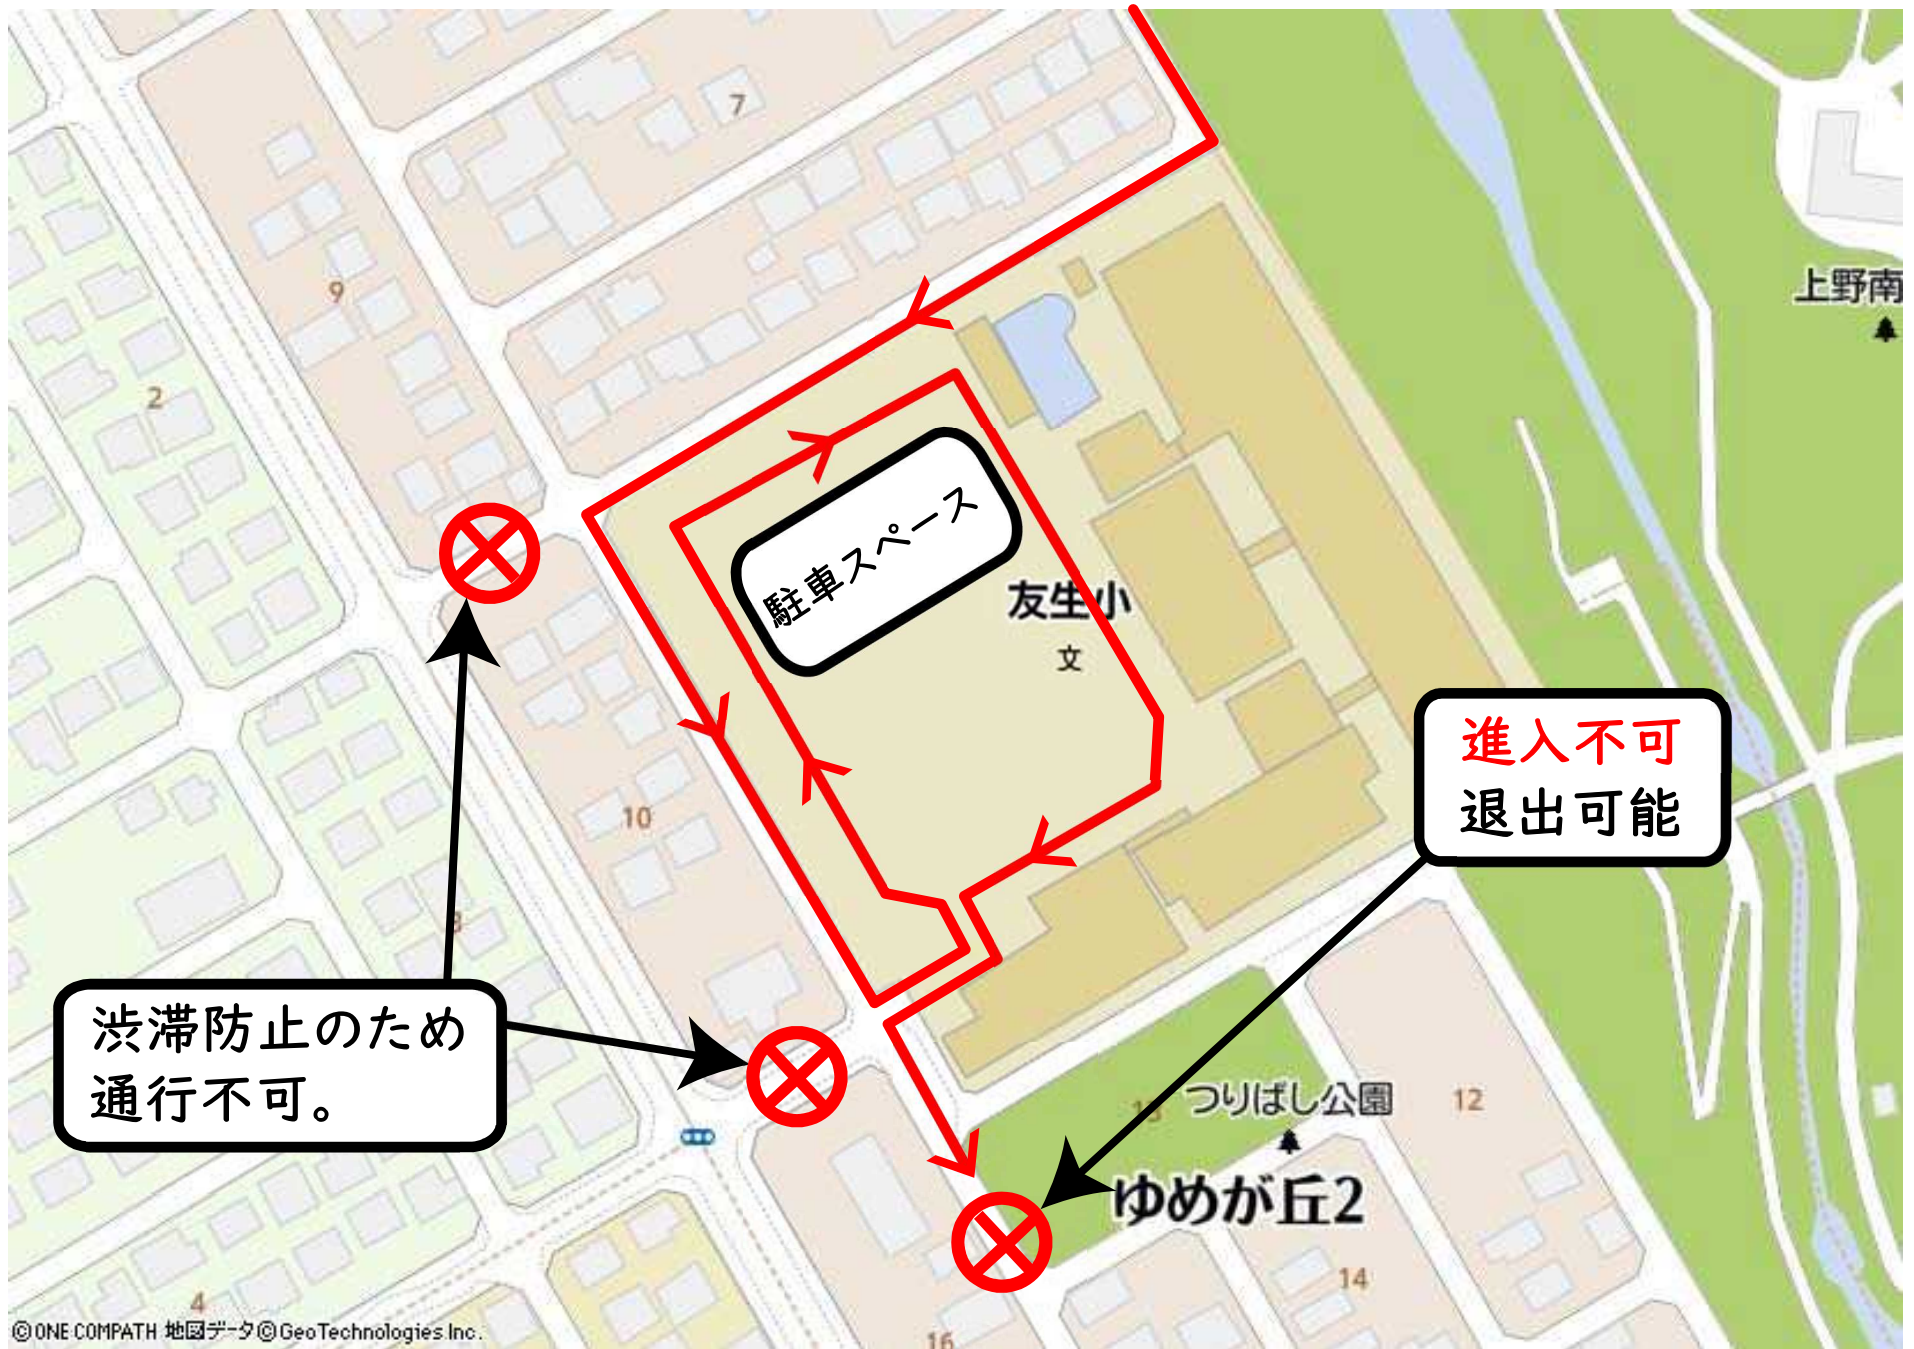 7
9
上野南
2
駐車スペース
友生小
文
進入不可
退出可能
10
3
渋滞防止のため
通行不可。
つりばし公園
13
12
ゆめが丘2
14
4
16
©ONE COMPATH 地図データ©GeoTechnologies Inc.